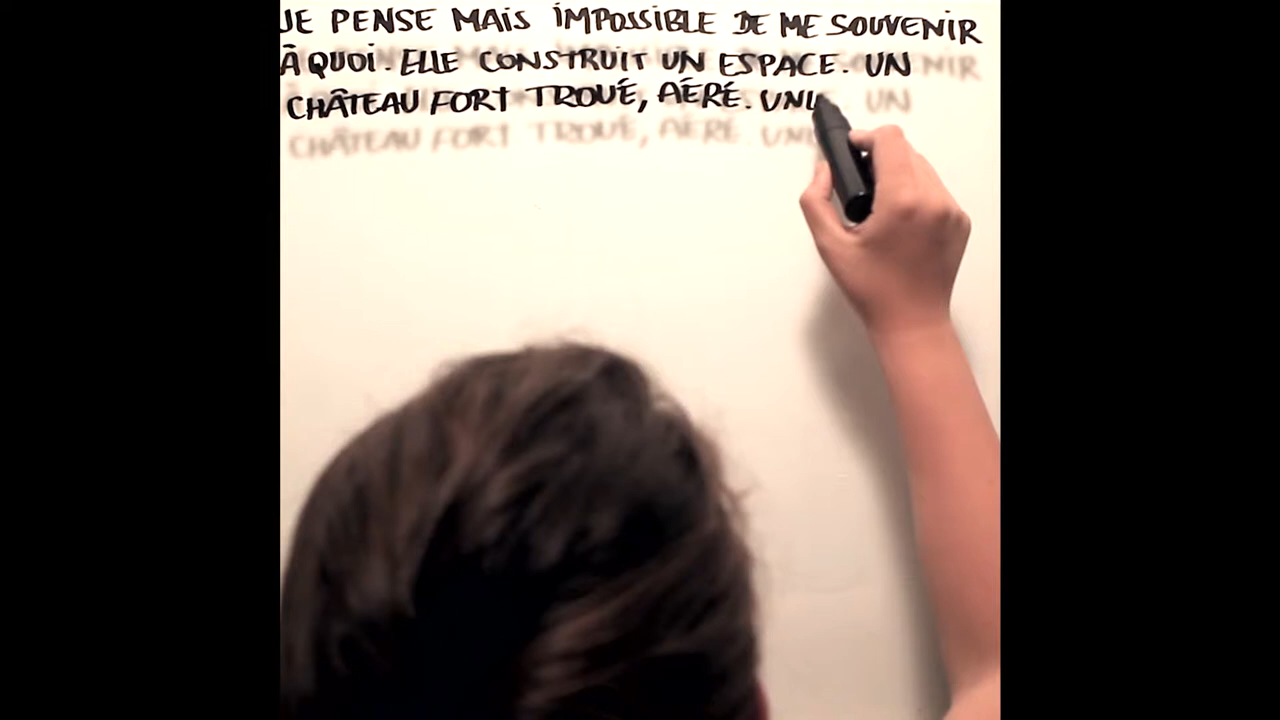 JE PENSE MAIS IMPOSSIBLE DE ME SOUVENIR
À QUOI. ELLE CONSTRUIT UN ESPACE. UN
CHÂTEAU FORT TROUÉ, AÉRÉ.